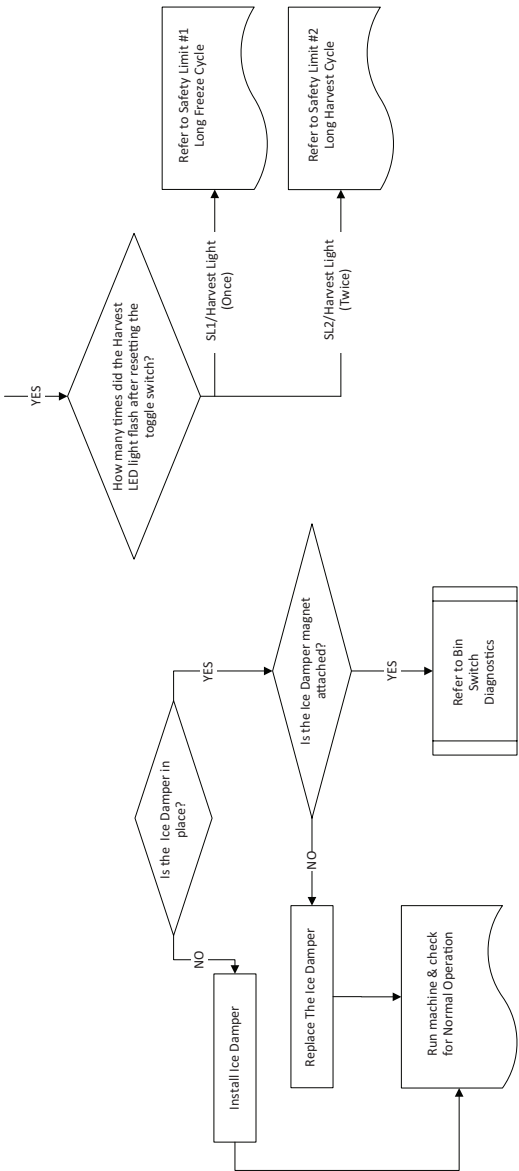 Is the Ice Damper in
place?
NO
Install Ice Damper
YES
Is the Ice Damper magnet
attached?
NO
Replace The Ice Damper
Run machine & check
for Normal Operation
YES
Refer to Bin
Switch
Diagnostics
YES
How many times did the Harvest
LED light flash after resetting the
toggle switch?
SL1/Harvest Light
(Once)
Refer to Safety Limit #1
Long Freeze Cycle
SL2/Harvest Light
(Twice)
Refer to Safety Limit #2
Long Harvest Cycle